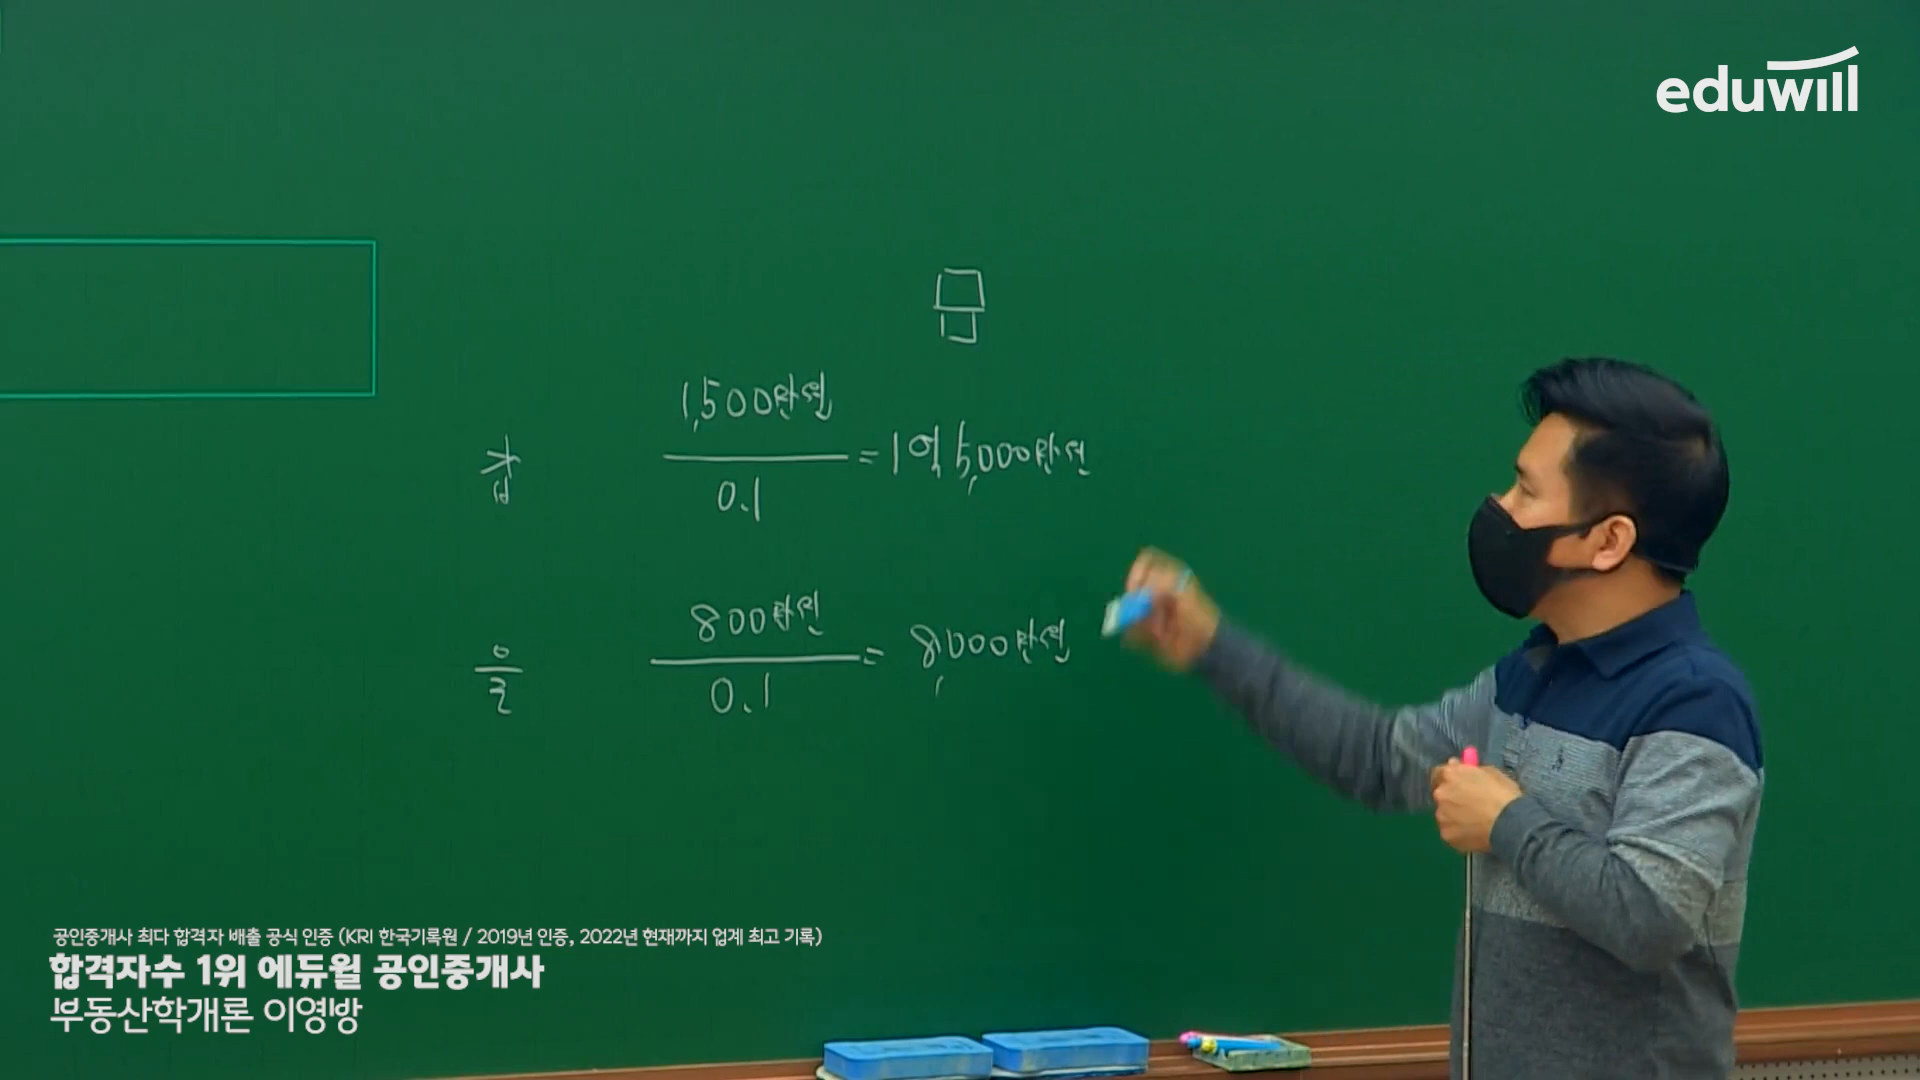 eduwill
1,500만원
0.1
=1억 5,000만원
800만원
0.1
= 8,000만원
공인중개사 최다 합격자 배출 공식 인증 (KRI 한국기록원 / 2019년 인증, 2022년 현재까지 업계 최고 기록)
합격자수 1위 에듀윌 공인중개사
부동산학개론 이영방